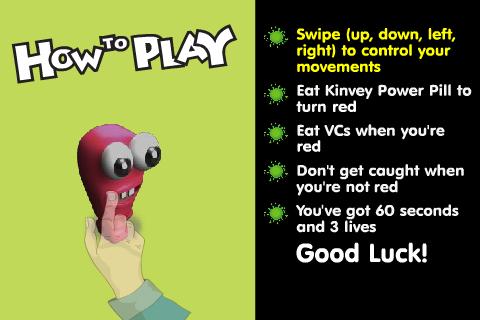 How To Play
Swipe (up, down, left,
right) to control your
movements
Eat Kinvey Power Pill to
turn red
Eat VCs when you're
red
Don't get caught when
you're not red
You've got 60 seconds
and 3 lives
Good Luck!